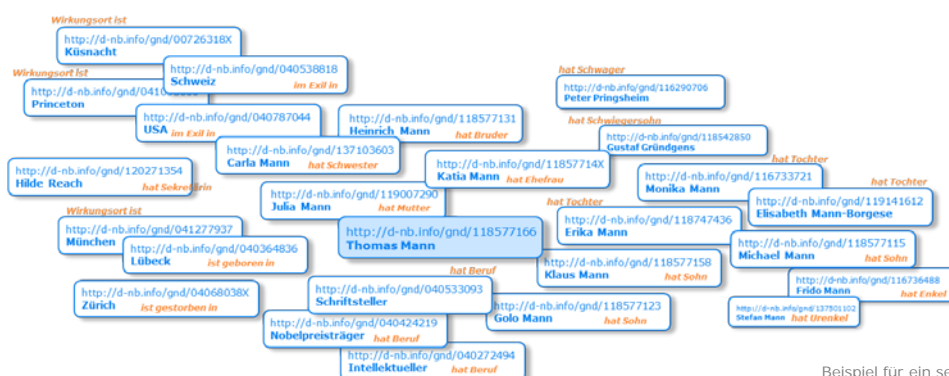 Wirkungsort ist
http://d-nb.info/gnd/00726318X
Küsnacht
http://d-nb.info/gnd/040538818
Schweiz
im Exil in
Wirkungsort ist
http://d-nb.info/gnd/041
Princeton
http://d-nb.info/gnd/040787044
USA im Exil in
http://d-nb.info/gnd/118577131
Heinrich Mann
hat Bruder
http://d-nb.info/gnd/137103603
Carla Mann
hat Schwester
http://d-nb.info/gnd/120271354
Hilde Reach
hat Sekretärin
http://d-nb.info/gnd/119007290
Julia Mann
hat Mutter
http://d-nb.info/gnd/11857714X
Katia Mann hat Ehefrau
hat Schwager
http://d-nb.info/gnd/116290706
Peter Pringsheim
hat Schwiegersohn
http://d-nb.info/gnd/118542850
Gustaf Gründgens
hat Tochter
http://d-nb.info/gnd/116733721
Monika Mann
hat Tochter
http://d-nb.info/gnd/119141612
Elisabeth Mann-Borgese
hat Tochter
http://d-nb.info/gnd/118747436
Erika Mann
http://d-nb.info/gnd/118577166
Thomas Mann
Wirkungsort ist
http://d-nb.info/gnd/041277937
München
http://d-nb.info/gnd/040364836
Lübeck
ist geboren in
http://d-nb.info/gnd/04068038X
Zürich
ist gestorben in
hat Beruf
http://d-nb.info/gnd/040533093
Schriftsteller
http://d-nb.info/gnd/040424219
Nobelpreisträger hat Beruf
http://d-nb.info/gnd/040272494
Intellektueller
hat Beruf
http://d-nb.info/gnd/118577158
Klaus Mann
hat Sohn
http://d-nb.info/gnd/118577123
Golo Mann
hat Sohn
http://d-nb.info/gnd/118577115
Michael Mann
hat Sohn
http://d-nb.info/gnd/116736488
Frido Mann
hat Enkel
http://d-nb.info/gnd/137501102
Stefan Mann hat Urenkel
Beispiel für ein se